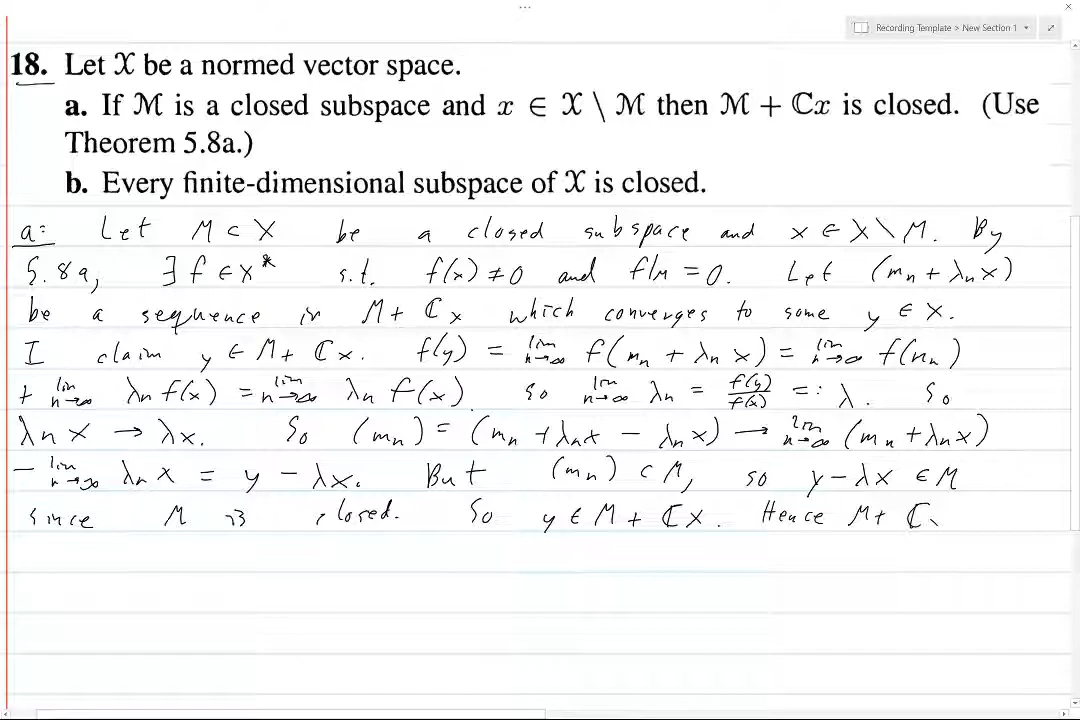 Recording Template > New Section 1
18. Let 𝒳 be a normed vector space.
a. If ℳ is a closed subspace and x ∈ 𝒳 \ ℳ then ℳ + ℂx is closed. (Use
Theorem 5.8a.)
b. Every finite-dimensional subspace of 𝒳 is closed.
a: Let M ⊂ X be a closed subspace and x ∈ X \ M. By
5.8a, ∃ f ∈ X* s.t. f(x) ≠ 0 and f|M = 0. Let (mn + λn x)
be a sequence in M + ℂx which converges to some y ∈ X.
I claim y ∈ M + ℂx. f(y) = lim n→∞ f(mn + λn x) = lim n→∞ f(mn)
+ lim n→∞ λn f(x) = lim n→∞ λn f(x). So lim n→∞ λn = f(y)/f(x) =: λ. So
λn x → λx. So (mn) = (mn + λn x − λn x) → lim n→∞ (mn + λn x)
− lim n→∞ λn x = y − λx. But (mn) ⊂ M, so y − λx ∈ M
since M is closed. So y ∈ M + ℂx. Hence M + ℂ